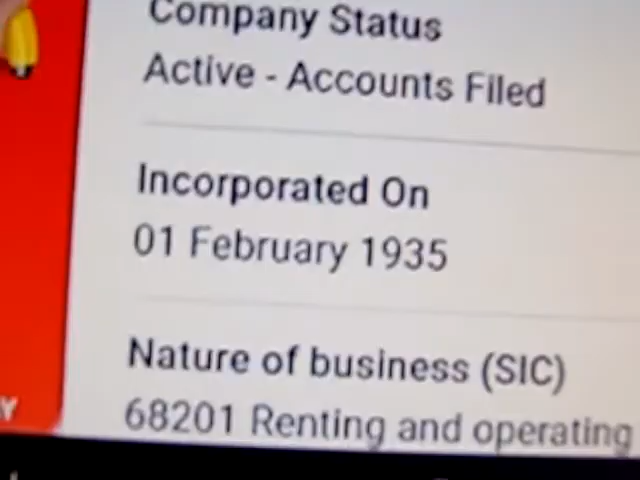 Company Status
Active - Accounts Filed
Incorporated On
01 February 1935
Nature of business (SIC)
68201 Renting and operating